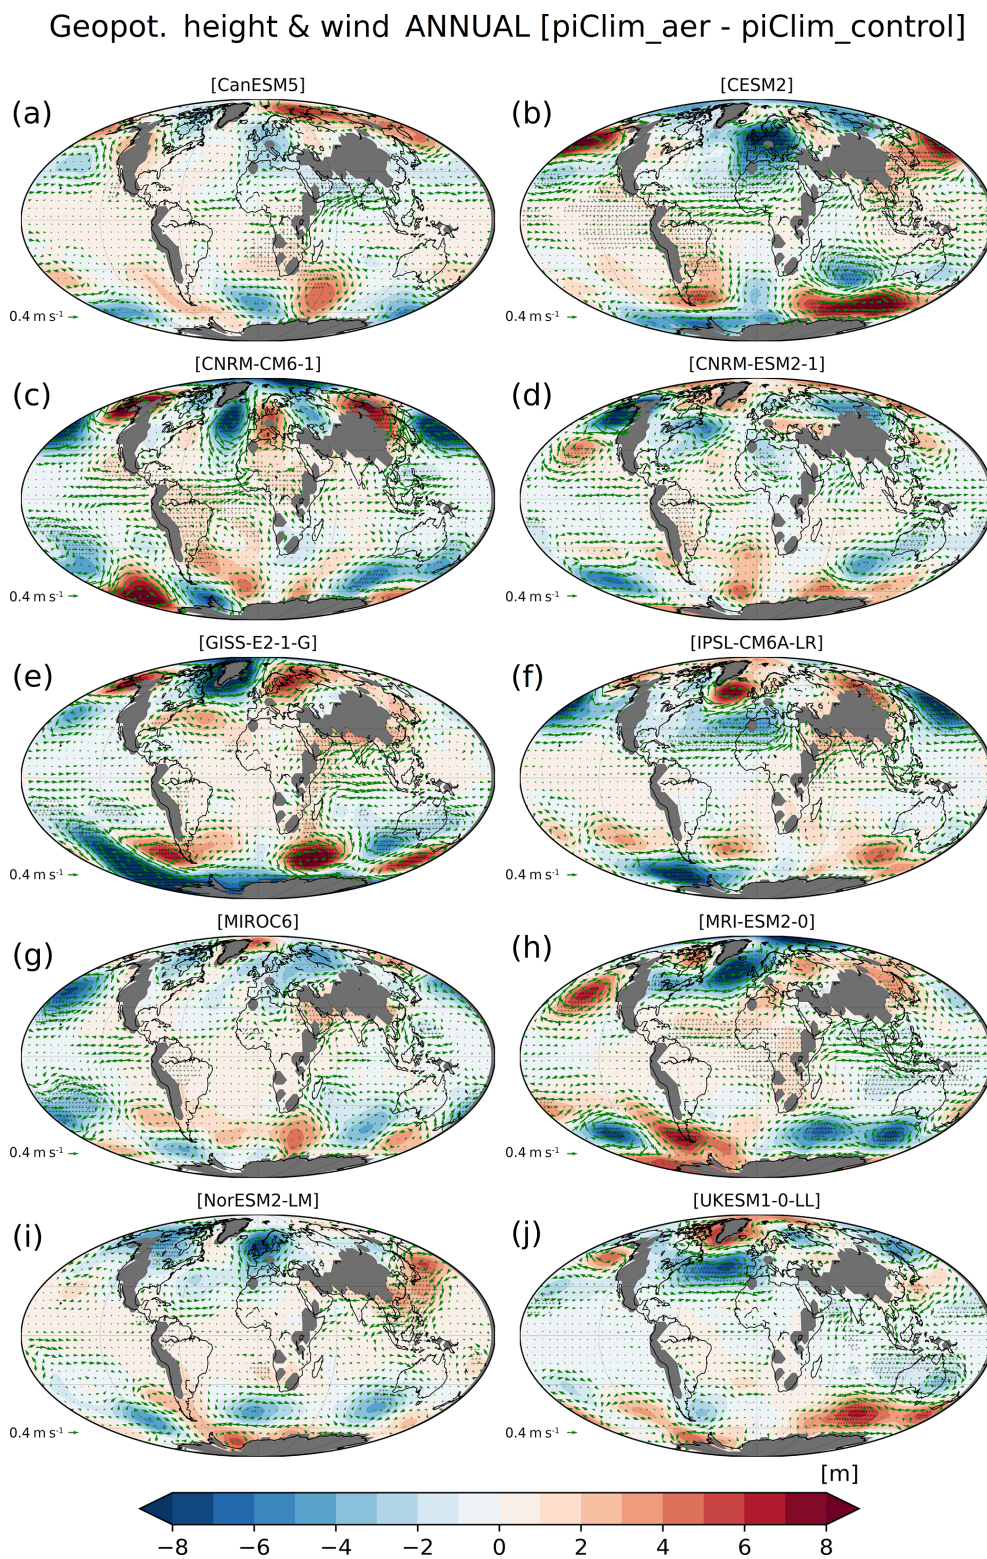 Geopot. height & wind ANNUAL [piClim_aer - piClim_control]
[CanESM5]
[CESM2]
(a)
(b)
0.4 m s⁻¹
0.4 m s⁻¹
[CNRM-CM6-1]
[CNRM-ESM2-1]
(c)
(d)
0.4 m s⁻¹
0.4 m s⁻¹
[GISS-E2-1-G]
[IPSL-CM6A-LR]
(e)
(f)
0.4 m s⁻¹
0.4 m s⁻¹
[MIROC6]
[MRI-ESM2-0]
(g)
(h)
0.4 m s⁻¹
0.4 m s⁻¹
[NorESM2-LM]
[UKESM1-0-LL]
(i)
(j)
0.4 m s⁻¹
0.4 m s⁻¹
[m]
−8 −6 −4 −2 0 2 4 6 8